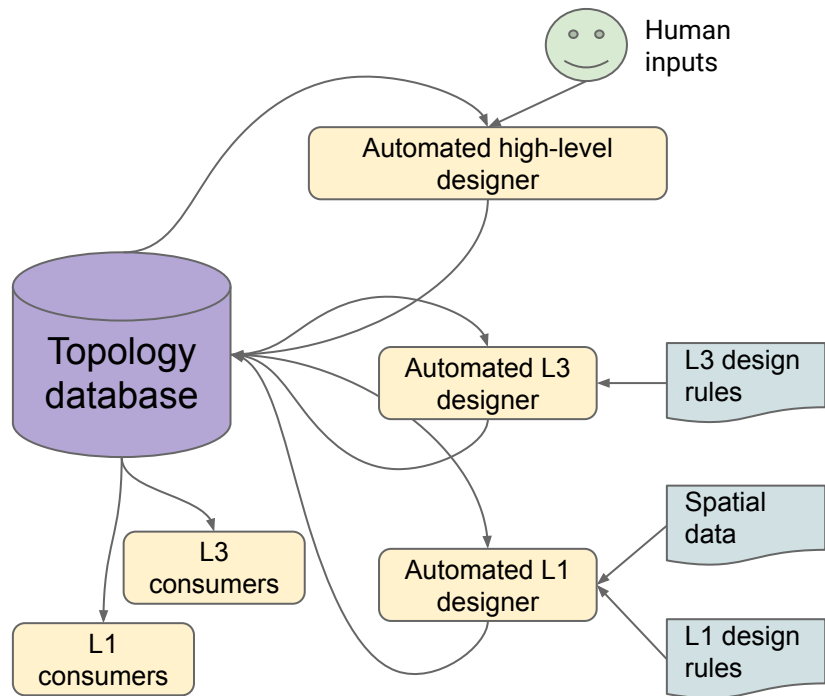 Human
inputs
Automated high-level
designer
Topology
database
Automated L3
designer
L3 design
rules
L3
consumers
Spatial
data
Automated L1
designer
L1
consumers
L1 design
rules